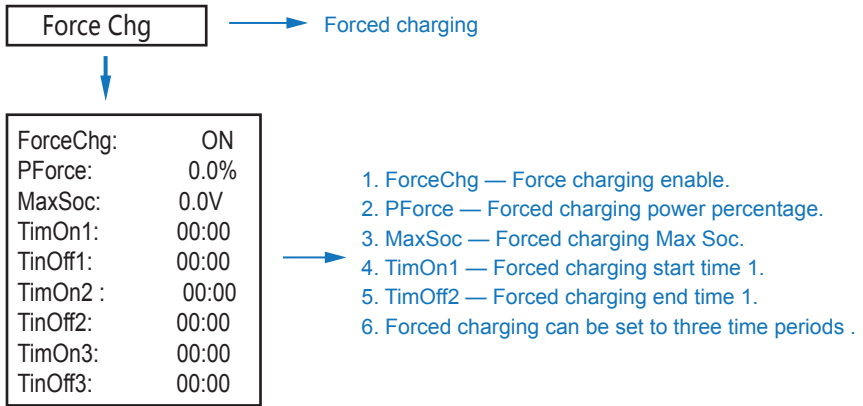 Force Chg
Forced charging
ForceChg: ON
PForce: 0.0%
MaxSoc: 0.0V
TimOn1: 00:00
TinOff1: 00:00
TimOn2 : 00:00
TinOff2: 00:00
TimOn3: 00:00
TinOff3: 00:00
1. ForceChg — Force charging enable.
2. PForce — Forced charging power percentage.
3. MaxSoc — Forced charging Max Soc.
4. TimOn1 — Forced charging start time 1.
5. TimOff2 — Forced charging end time 1.
6. Forced charging can be set to three time periods .